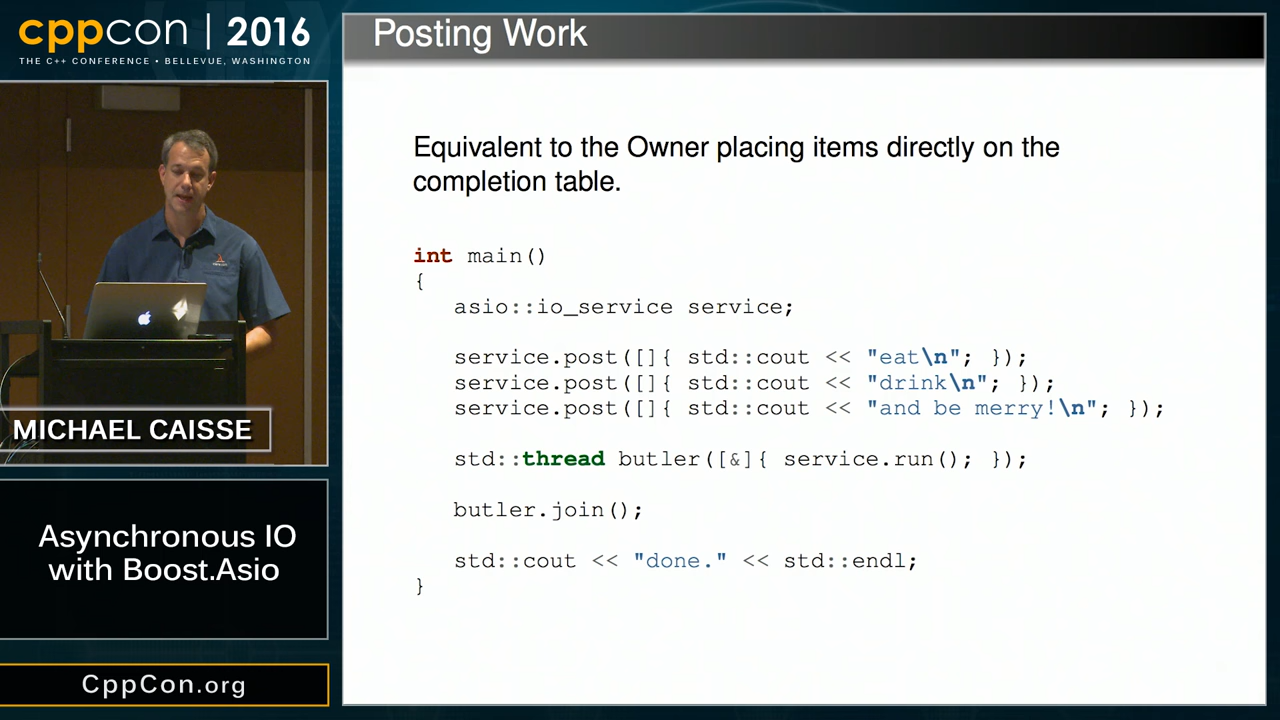 cppcon | 2016
THE C++ CONFERENCE • BELLEVUE, WASHINGTON
MICHAEL CAISSE
Asynchronous IO
with Boost.Asio
CppCon.org
Posting Work
Equivalent to the Owner placing items directly on the
completion table.
int main()
{
asio::io_service service;
service.post([]{ std::cout << "eat\n"; });
service.post([]{ std::cout << "drink\n"; });
service.post([]{ std::cout << "and be merry!\n"; });
std::thread butler([&]{ service.run(); });
butler.join();
std::cout << "done." << std::endl;
}